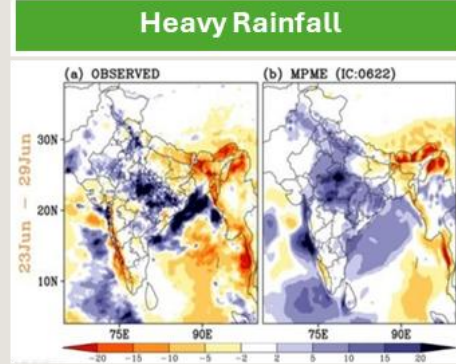 Heavy Rainfall
(a) OBSERVED
(b) MPME (IC:0622)
23Jun - 29Jun
30N
20N
10N
75E
90E
75E
90E
-20
-15
-10
-5
-2
2
5
10
15
20